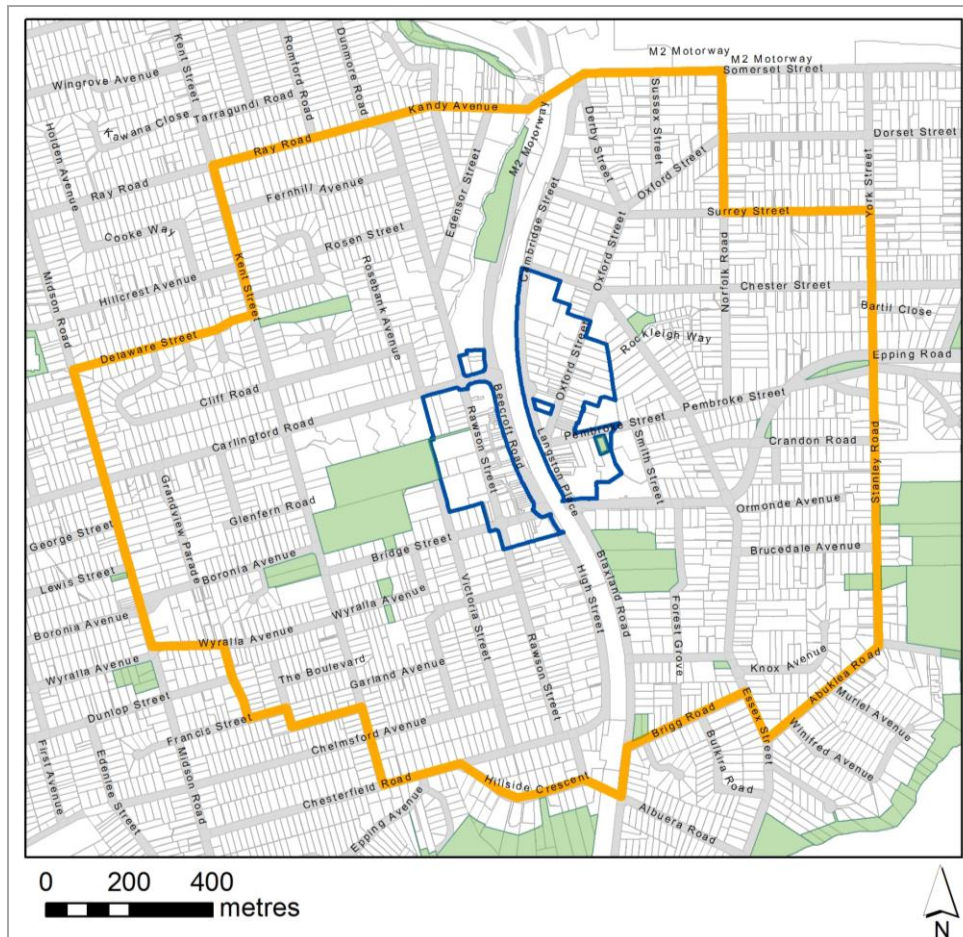 M2 Motorway
M2 Motorway
Somerset Street
Wingrove Avenue
Kent Street
Romford Road
Dunmore Road
Kawana Close
Tarragundi Road
Holden Avenue
Kandy Avenue
M2 Motorway
Sussex Street
Derby Street
Dorset Street
Ray Road
Ray Road
Edensor Street
Oxford Street
Fernhill Avenue
Cooke Way
Rosen Street
Cambridge Street
Oxford Street
Surrey Street
York Street
Norfolk Road
Midson Road
Hillcrest Avenue
Kent Street
Rosebank Avenue
Chester Street
Bartil Close
Delaware Street
Rockleigh Way
Oxford Street
Epping Road
Cliff Road
Beecroft Road
Pembroke Street
Carlingford Road
Rawson Street
Langston Place
Pembroke Street
Smith Street
Crandon Road
Stanley Road
Grandview Parade
Glenfern Road
George Street
Ormonde Avenue
Bridge Street
Boronia Avenue
Brucedale Avenue
Lewis Street
Blaxland Road
High Street
Boronia Avenue
Wyralla Avenue
Victoria Street
Forest Grove
Wyralla Avenue
Wyralla Avenue
The Boulevard
Garland Avenue
Rawson Street
Knox Avenue
Abuklea Road
Dunlop Street
Francis Street
Chelmsford Avenue
Brigg Road
Essex Street
Muriel Avenue
Winifred Avenue
First Avenue
Edenlee Street
Midson Road
Chesterfield Road
Hillside Crescent
Bulkira Road
Epping Avenue
Albuera Road
0 200 400
metres
N